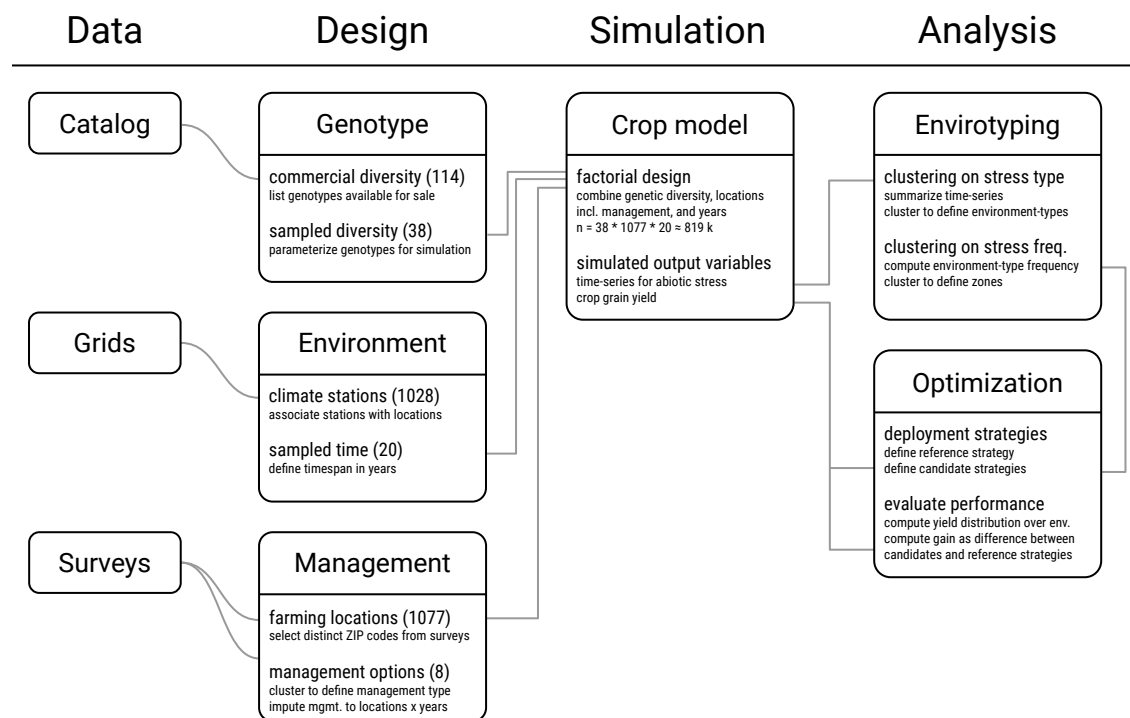 Data
Design
Simulation
Analysis
Catalog
Genotype
commercial diversity (114)
list genotypes available for sale
sampled diversity (38)
parameterize genotypes for simulation
Grids
Environment
climate stations (1028)
associate stations with locations
sampled time (20)
define timespan in years
Surveys
Management
farming locations (1077)
select distinct ZIP codes from surveys
management options (8)
cluster to define management type
impute mgmt. to locations x years
Crop model
factorial design
combine genetic diversity, locations
incl. management, and years
n = 38 * 1077 * 20 ≈ 819 k
simulated output variables
time-series for abiotic stress
crop grain yield
Envirotyping
clustering on stress type
summarize time-series
cluster to define environment-types
clustering on stress freq.
compute environment-type frequency
cluster to define zones
Optimization
deployment strategies
define reference strategy
define candidate strategies
evaluate performance
compute yield distribution over env.
compute gain as difference between
candidates and reference strategies